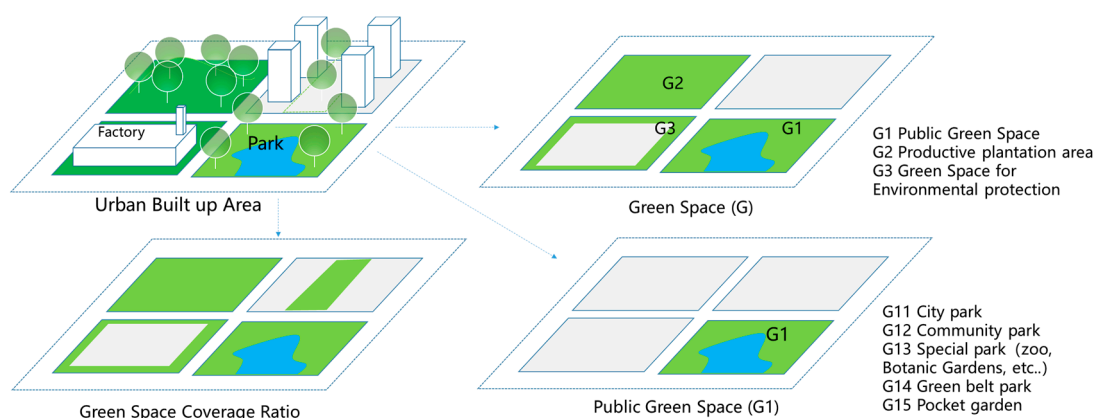 Factory
Park
Urban Built up Area
G2
G3
G1
Green Space (G)
G1 Public Green Space
G2 Productive plantation area
G3 Green Space for
Environmental protection
Green Space Coverage Ratio
G1
Public Green Space (G1)
G11 City park
G12 Community park
G13 Special park (zoo,
Botanic Gardens, etc..)
G14 Green belt park
G15 Pocket garden